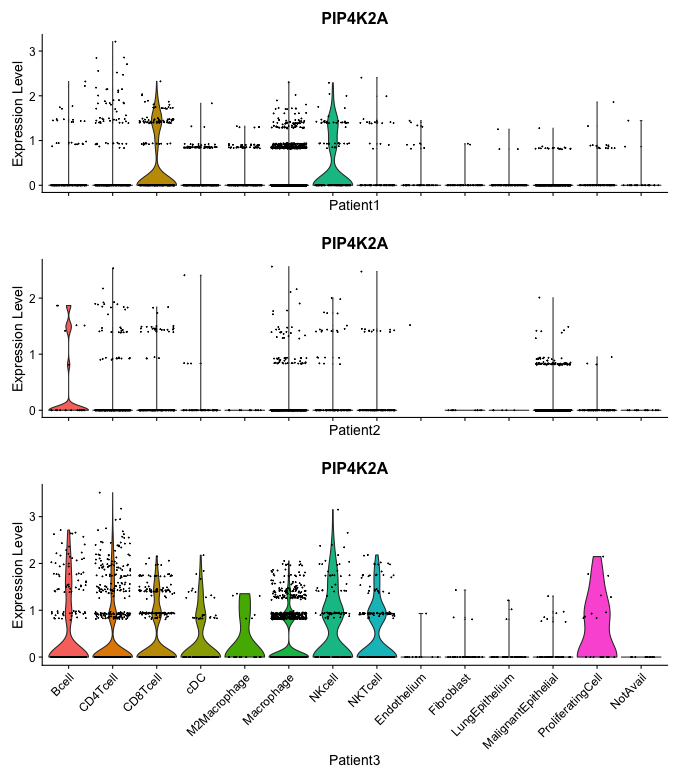 PIP4K2A
Expression Level
3
2
1
0
Patient1
PIP4K2A
Expression Level
2
1
0
Patient2
PIP4K2A
Expression Level
3
2
1
0
Bcell
CD4Tcell
CD8Tcell
cDC
M2Macrophage
Macrophage
NKcell
NKTcell
Endothelium
Fibroblast
LungEpithelium
MalignantEpithelial
ProliferatingCell
NotAvail
Patient3